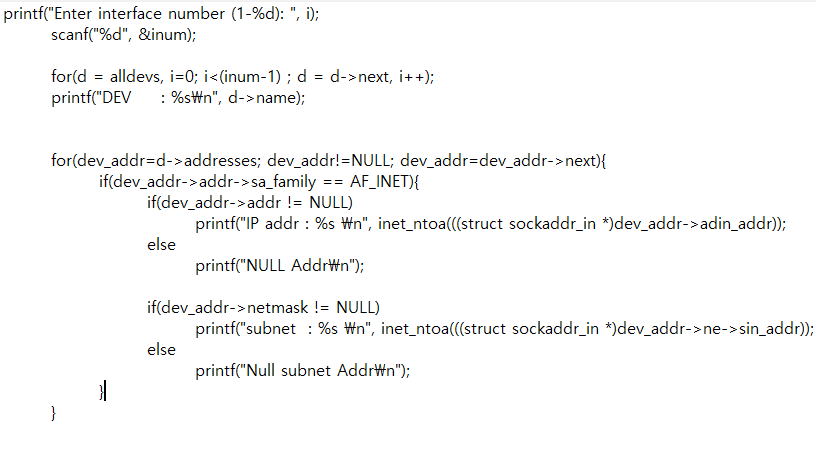 printf("Enter interface number (1-%d): ", i);
scanf("%d", &inum);
for(d = alldevs, i=0; i<(inum-1) ; d = d->next, i++);
printf("DEV : %s₩n", d->name);
for(dev_addr=d->addresses; dev_addr!=NULL; dev_addr=dev_addr->next){
if(dev_addr->addr->sa_family == AF_INET){
if(dev_addr->addr != NULL)
printf("IP addr : %s ₩n", inet_ntoa(((struct sockaddr_in *)dev_addr->adin_addr));
else
printf("NULL Addr₩n");
if(dev_addr->netmask != NULL)
printf("subnet : %s ₩n", inet_ntoa(((struct sockaddr_in *)dev_addr->ne->sin_addr));
else
printf("Null subnet Addr₩n");
}
}